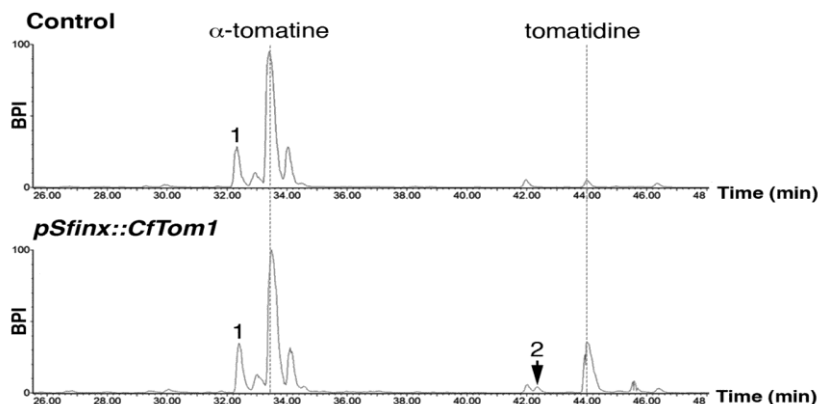 Control
α-tomatine
tomatidine
100
BPI
1
0
26.00 28.00 30.00 32.00 34.00 36.00 38.00 40.00 42.00 44.00 46.00 48
Time (min)
pSfinx::CfTom1
100
BPI
1
2
0
26.00 28.00 30.00 32.00 34.00 36.00 38.00 40.00 42.00 44.00 46.00 48
Time (min)